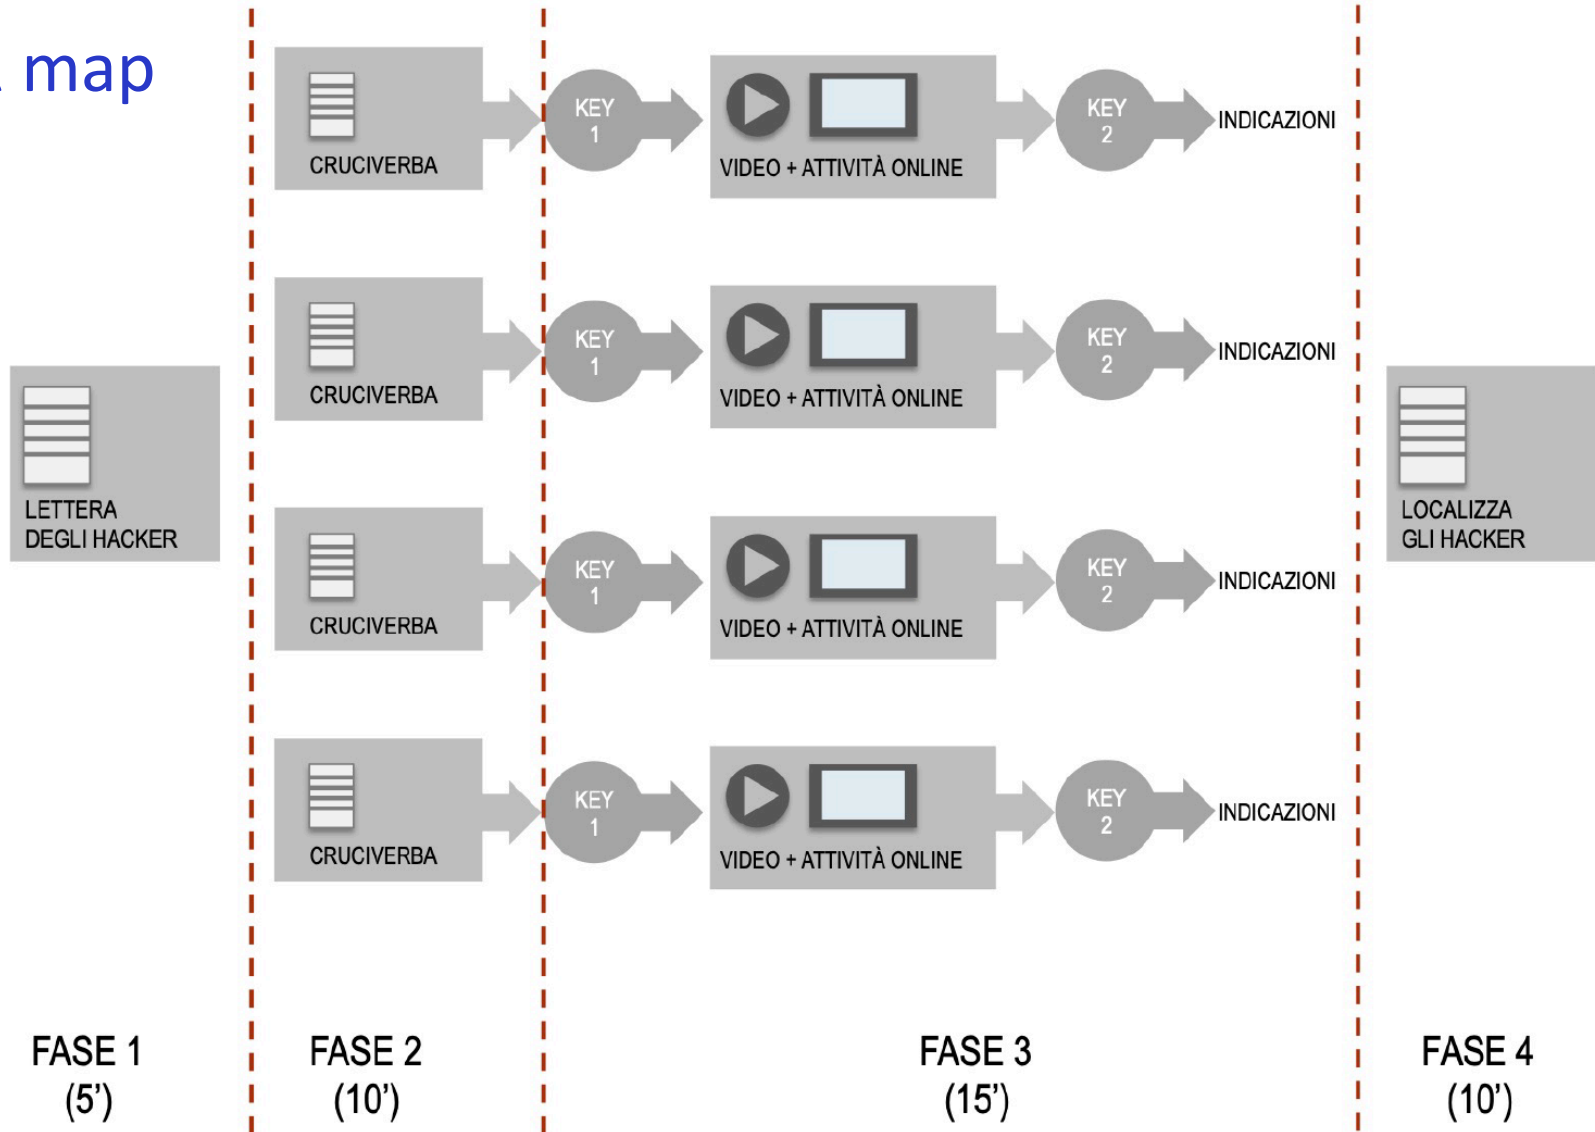 map
CRUCIVERBA
KEY
1
VIDEO + ATTIVITÀ ONLINE
KEY
2
INDICAZIONI
CRUCIVERBA
KEY
1
VIDEO + ATTIVITÀ ONLINE
KEY
2
INDICAZIONI
LETTERA
DEGLI HACKER
CRUCIVERBA
KEY
1
VIDEO + ATTIVITÀ ONLINE
KEY
2
INDICAZIONI
LOCALIZZA
GLI HACKER
CRUCIVERBA
KEY
1
VIDEO + ATTIVITÀ ONLINE
KEY
2
INDICAZIONI
FASE 1
(5’)
FASE 2
(10’)
FASE 3
(15’)
FASE 4
(10’)